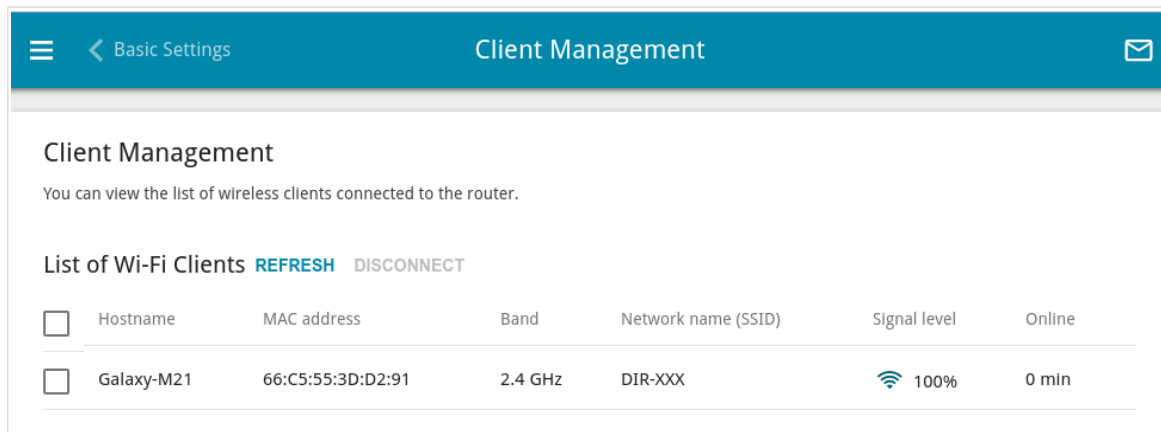 Basic Settings Client Management
Client Management
You can view the list of wireless clients connected to the router.
List of Wi-Fi Clients REFRESH DISCONNECT
Hostname MAC address Band Network name (SSID) Signal level Online
Galaxy-M21 66:C5:55:3D:D2:91 2.4 GHz DIR-XXX 100% 0 min